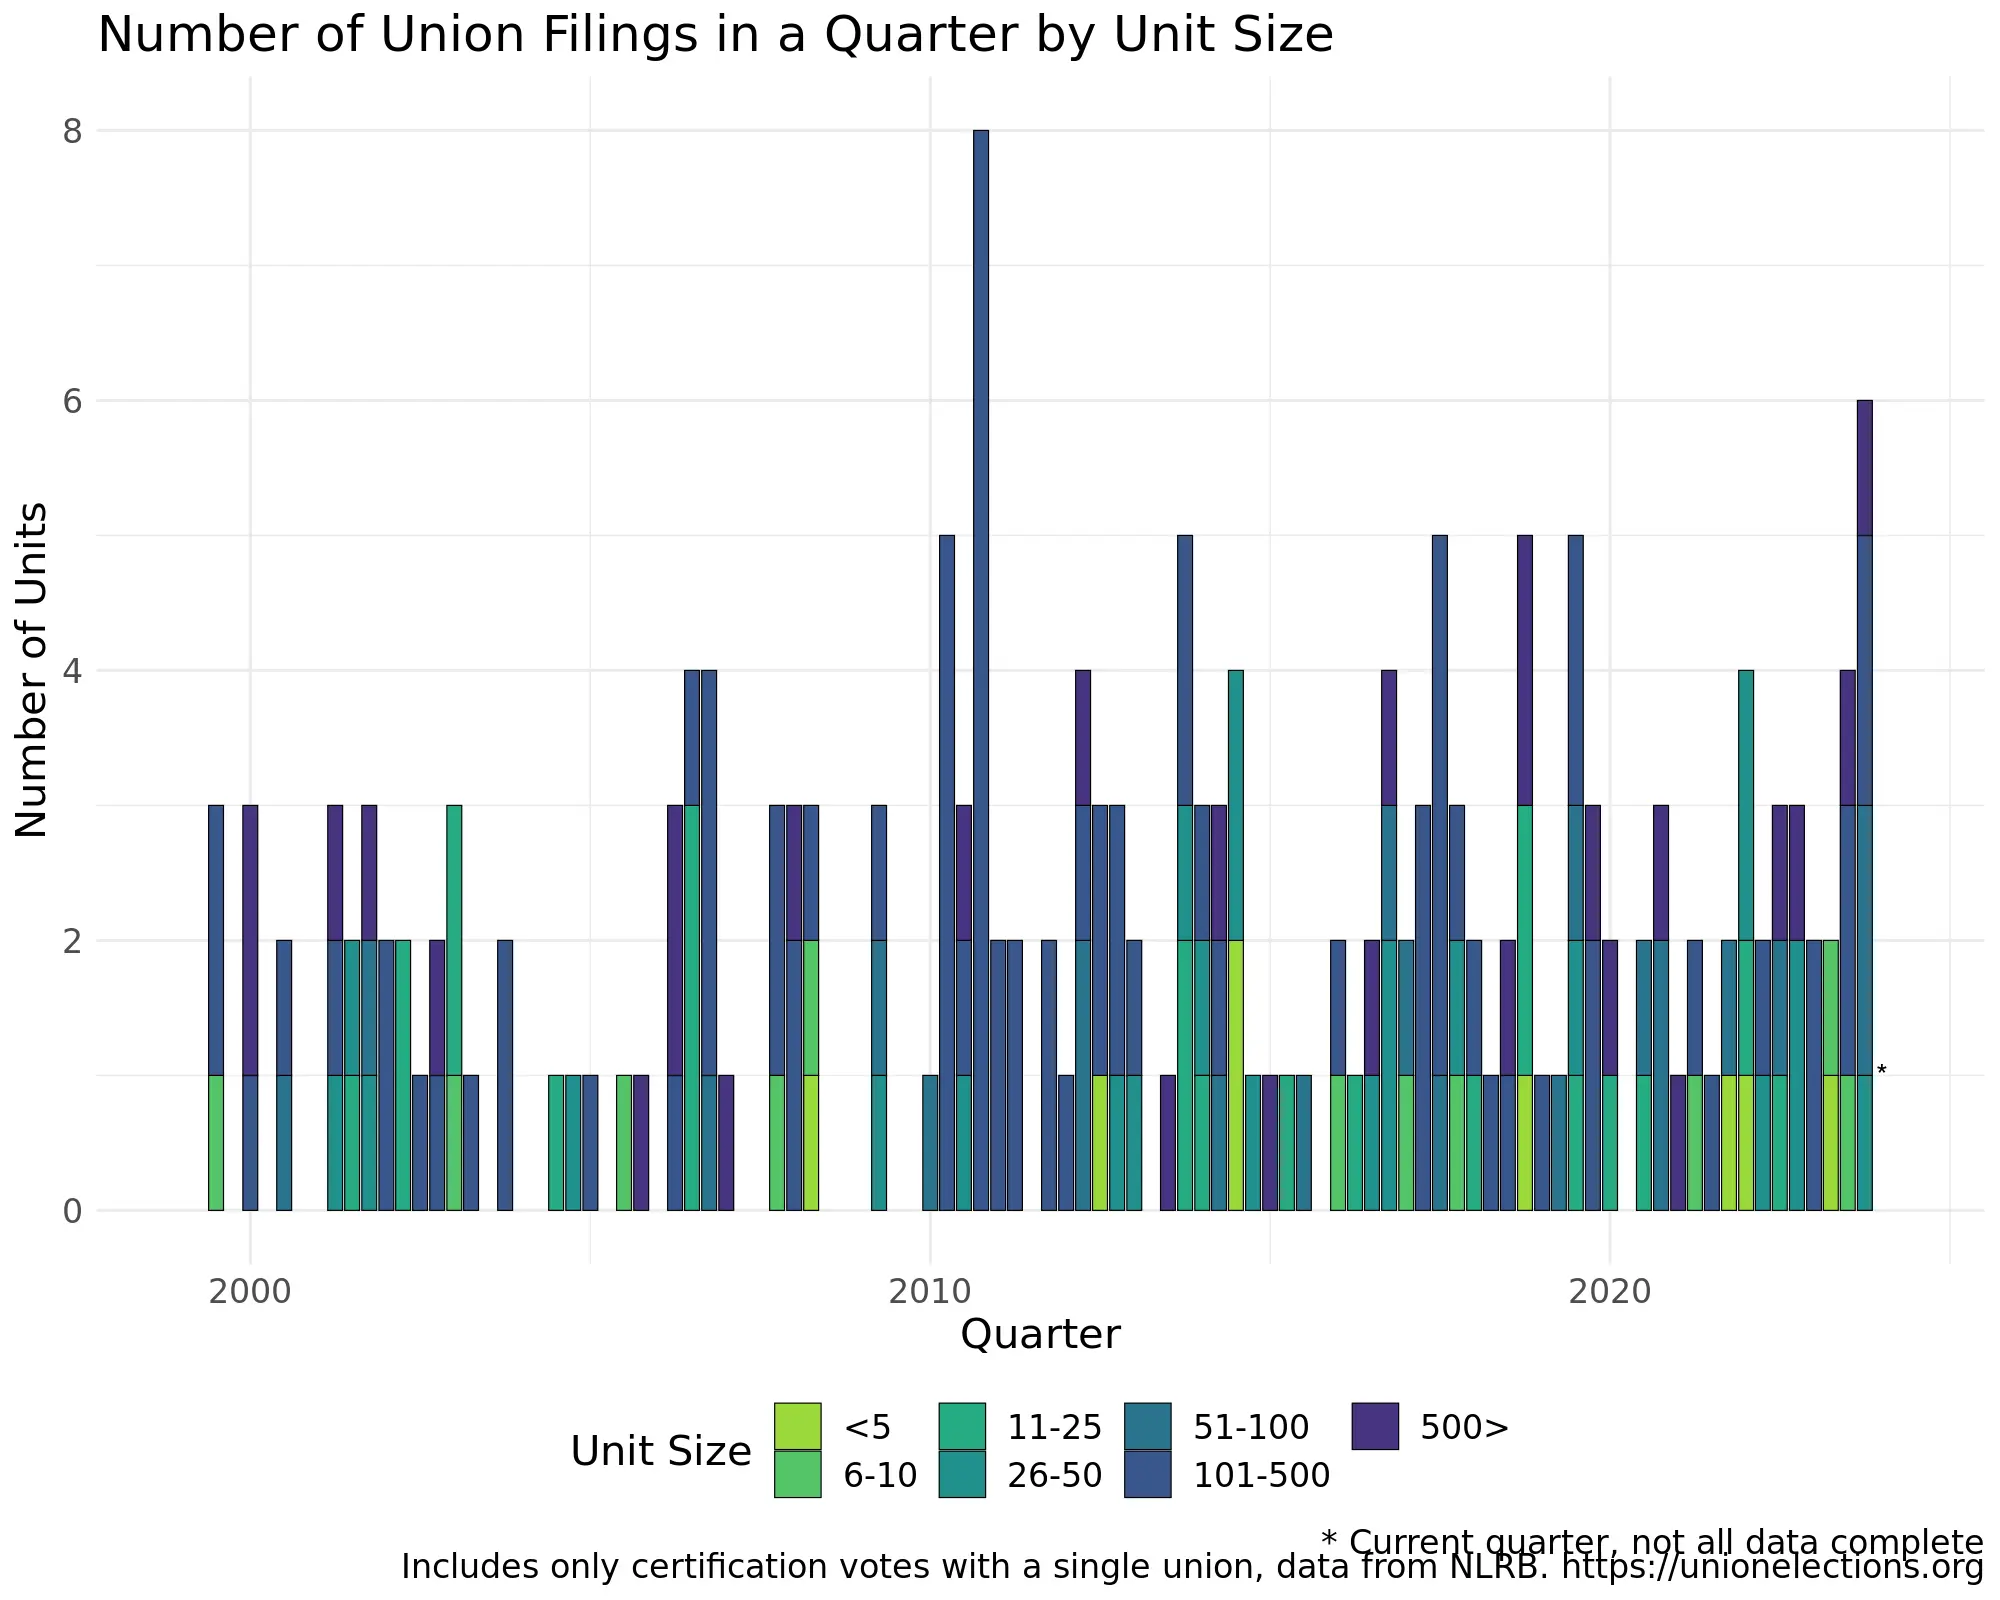 Number of Union Filings in a Quarter by Unit Size
Number of Units
8
6
4
2
0
*
2000 2010 2020
Quarter
Unit Size
<5 11-25 51-100 500>
6-10 26-50 101-500
* Current quarter, not all data complete
Includes only certification votes with a single union, data from NLRB. https://unionelections.org